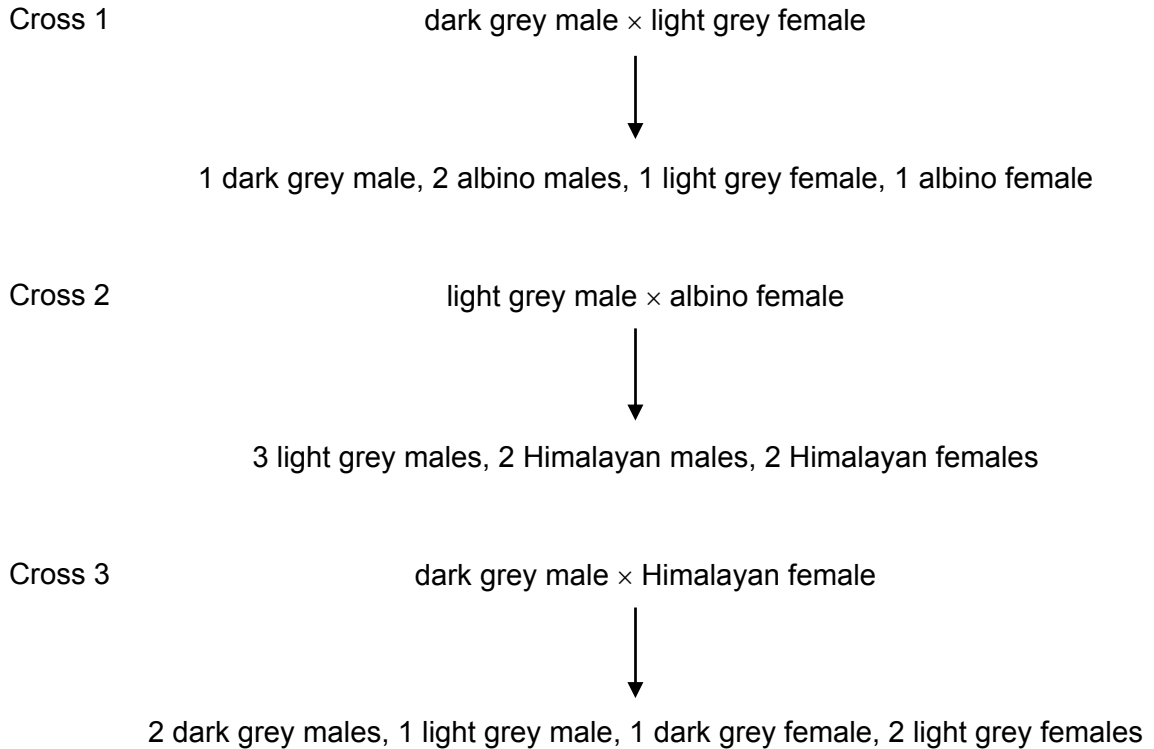 Cross 1 dark grey male × light grey female
1 dark grey male, 2 albino males, 1 light grey female, 1 albino female
Cross 2 light grey male × albino female
3 light grey males, 2 Himalayan males, 2 Himalayan females
Cross 3 dark grey male × Himalayan female
2 dark grey males, 1 light grey male, 1 dark grey female, 2 light grey females